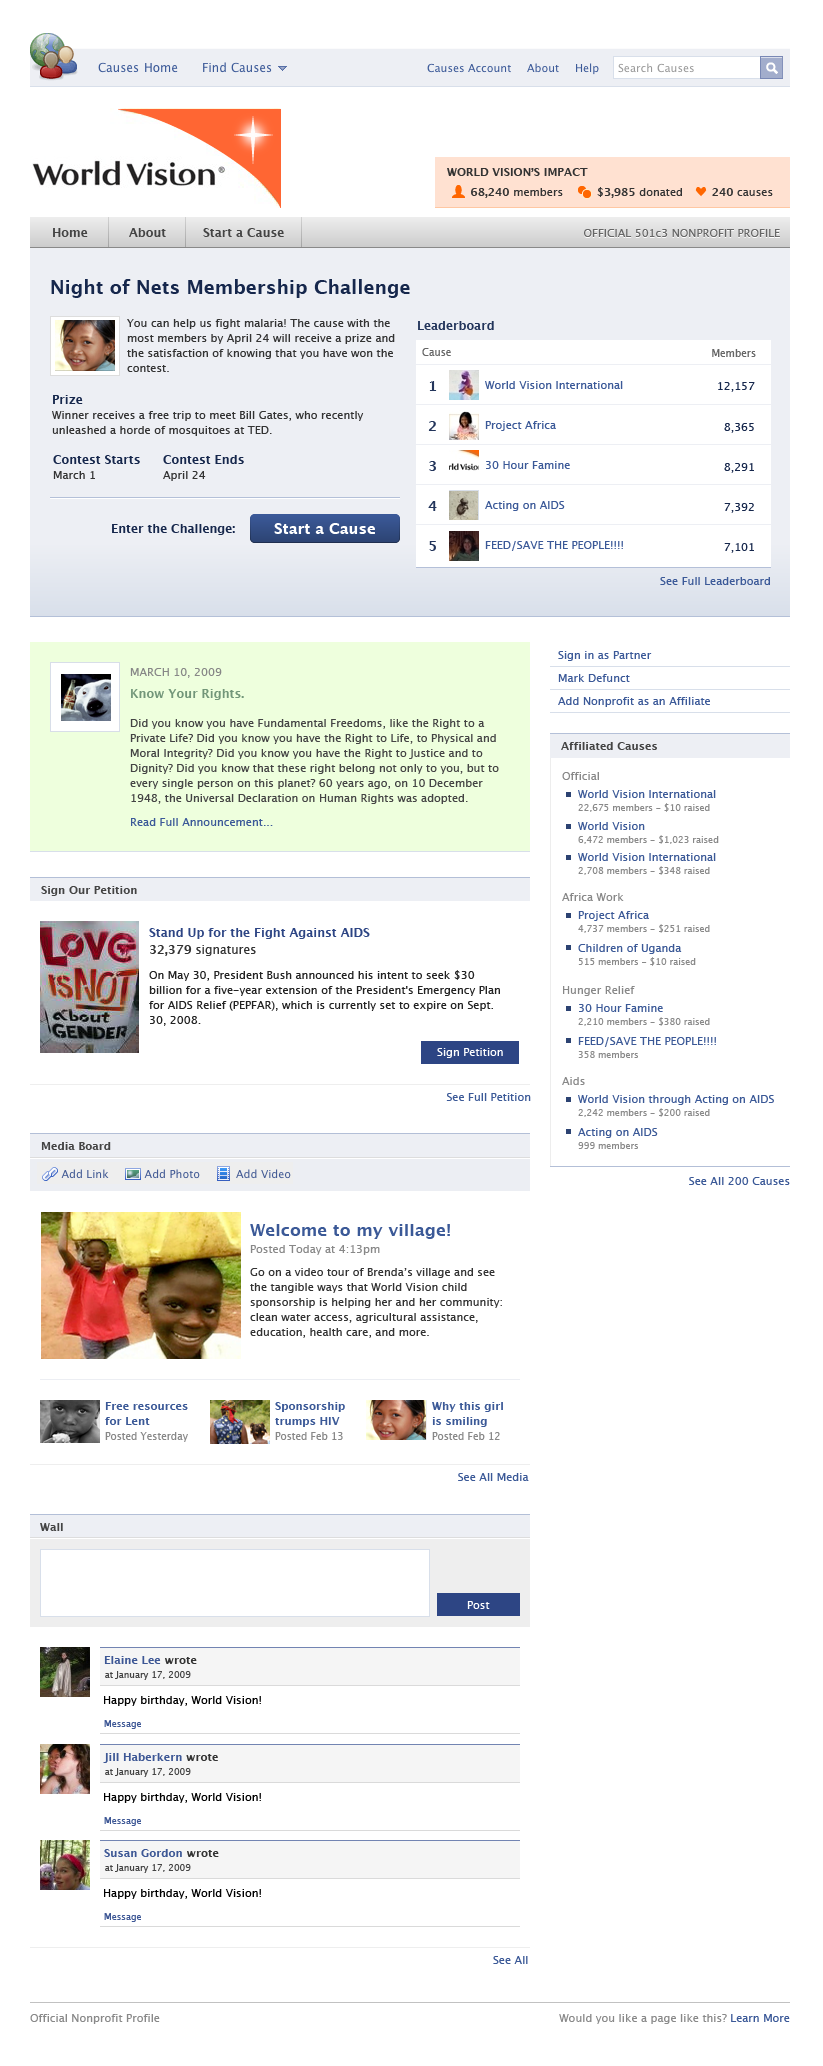 Causes Home Find Causes
Causes Account About Help Search Causes
World Vision®
WORLD VISION'S IMPACT
68,240 members $3,985 donated 240 causes
Home About Start a Cause
OFFICIAL 501c3 NONPROFIT PROFILE
Night of Nets Membership Challenge
You can help us fight malaria! The cause with the
most members by April 24 will receive a prize and
the satisfaction of knowing that you have won the
contest.
Prize
Winner receives a free trip to meet Bill Gates, who recently
unleashed a horde of mosquitoes at TED.
Contest Starts Contest Ends
March 1 April 24
Enter the Challenge: Start a Cause
Leaderboard
Cause Members
1 World Vision International 12,157
2 Project Africa 8,365
3 rld Visio 30 Hour Famine 8,291
4 Acting on AIDS 7,392
5 FEED/SAVE THE PEOPLE!!!! 7,101
See Full Leaderboard
MARCH 10, 2009
Know Your Rights.
Did you know you have Fundamental Freedoms, like the Right to a
Private Life? Did you know you have the Right to Life, to Physical and
Moral Integrity? Did you know you have the Right to Justice and to
Dignity? Did you know that these right belong not only to you, but to
every single person on this planet? 60 years ago, on 10 December
1948, the Universal Declaration on Human Rights was adopted.
Read Full Announcement...
Sign Our Petition
LOVE
IS NOT
about
GENDER
Stand Up for the Fight Against AIDS
32,379 signatures
On May 30, President Bush announced his intent to seek $30
billion for a five-year extension of the President's Emergency Plan
for AIDS Relief (PEPFAR), which is currently set to expire on Sept.
30, 2008.
Sign Petition
See Full Petition
Media Board
Add Link Add Photo Add Video
Welcome to my village!
Posted Today at 4:13pm
Go on a video tour of Brenda's village and see
the tangible ways that World Vision child
sponsorship is helping her and her community:
clean water access, agricultural assistance,
education, health care, and more.
Free resources
for Lent
Posted Yesterday
Sponsorship
trumps HIV
Posted Feb 13
Why this girl
is smiling
Posted Feb 12
See All Media
Wall
Post
Elaine Lee wrote
at January 17, 2009
Happy birthday, World Vision!
Message
Jill Haberkern wrote
at January 17, 2009
Happy birthday, World Vision!
Message
Susan Gordon wrote
at January 17, 2009
Happy birthday, World Vision!
Message
See All
Sign in as Partner
Mark Defunct
Add Nonprofit as an Affiliate
Affiliated Causes
Official
World Vision International
22,675 members – $10 raised
World Vision
6,472 members – $1,023 raised
World Vision International
2,708 members – $348 raised
Africa Work
Project Africa
4,737 members – $251 raised
Children of Uganda
515 members – $10 raised
Hunger Relief
30 Hour Famine
2,210 members – $380 raised
FEED/SAVE THE PEOPLE!!!!
358 members
Aids
World Vision through Acting on AIDS
2,242 members – $200 raised
Acting on AIDS
999 members
See All 200 Causes
Official Nonprofit Profile
Would you like a page like this? Learn More